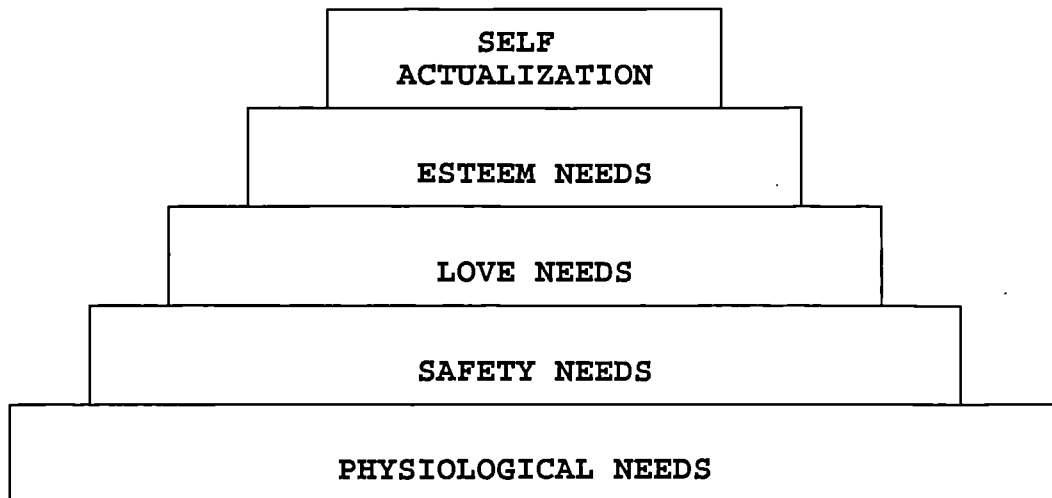 SELF
ACTUALIZATION
ESTEEM NEEDS
LOVE NEEDS
SAFETY NEEDS
PHYSIOLOGICAL NEEDS